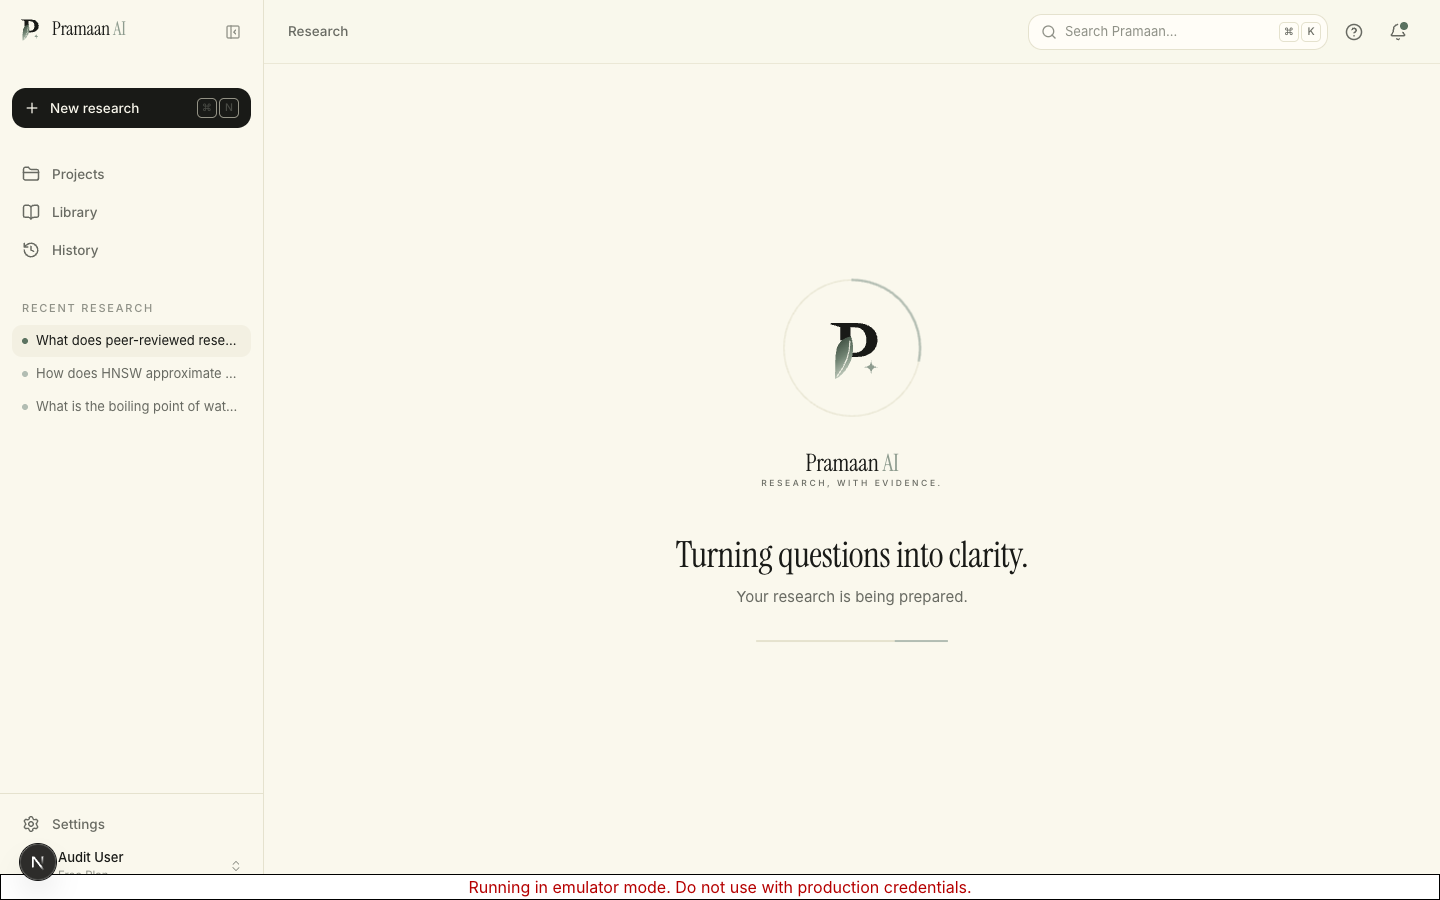 Pramaan AI
Research
Search Pramaan...
⌘ K
New research
⌘ N
Projects
Library
History
RECENT RESEARCH
What does peer-reviewed rese...
How does HNSW approximate ...
What is the boiling point of wat...
Pramaan AI
RESEARCH, WITH EVIDENCE.
Turning questions into clarity.
Your research is being prepared.
Settings
N
Audit User
Free Plan
Running in emulator mode. Do not use with production credentials.